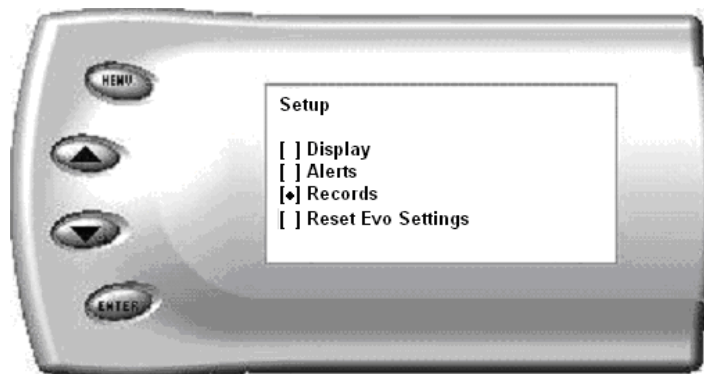 MENU
Setup
[ ] Display
[ ] Alerts
[◆] Records
[ ] Reset Evo Settings
ENTER